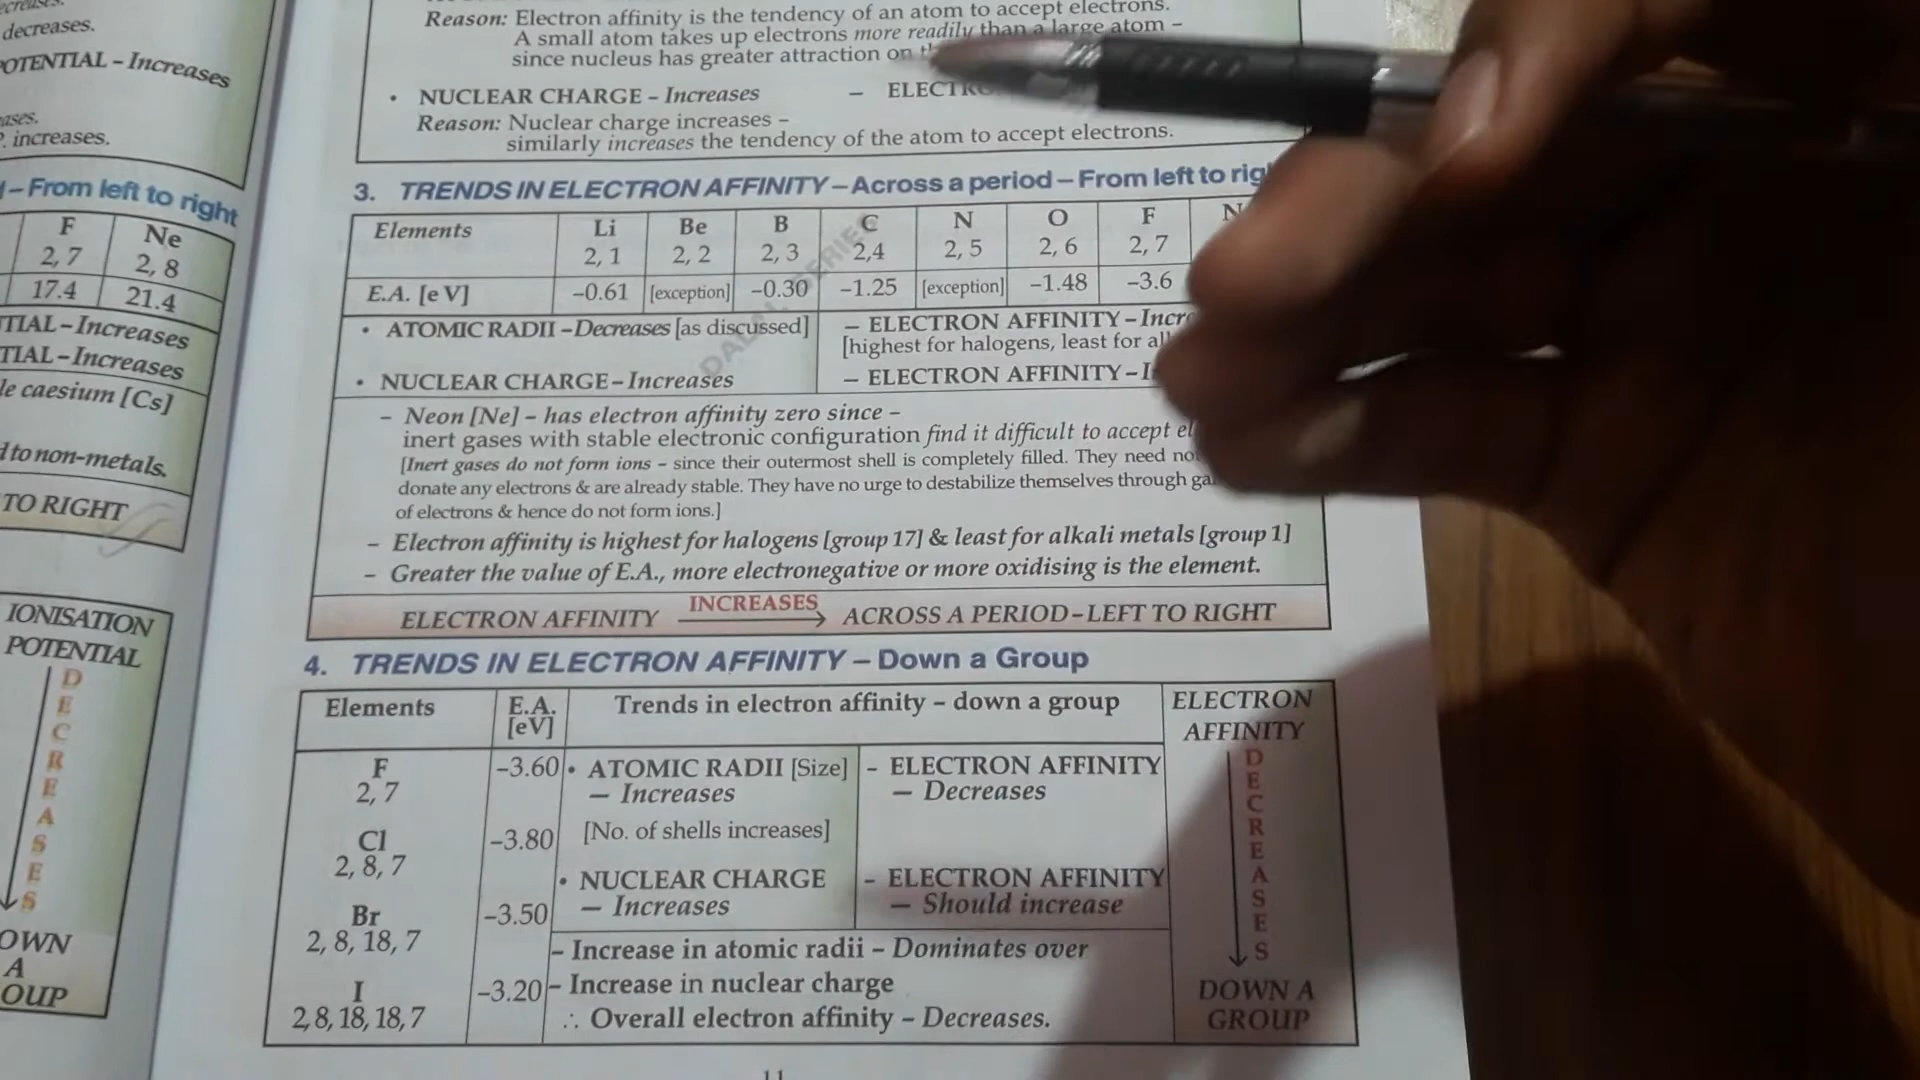 decreases.
OTENTIAL – Increases
ases.
P. increases.
– From left to right
F Ne
2, 7 2, 8
17.4 21.4
TIAL – Increases
TIAL – Increases
le caesium [Cs]
d to non-metals.
TO RIGHT
IONISATION
POTENTIAL
DECREASES
OWN
A
OUP
Reason: Electron affinity is the tendency of an atom to accept electrons.
A small atom takes up electrons more readily than a large atom –
since nucleus has greater attraction on
• NUCLEAR CHARGE – Increases – ELECTRO
Reason: Nuclear charge increases –
similarly increases the tendency of the atom to accept electrons.
3. TRENDS IN ELECTRON AFFINITY – Across a period – From left to rig
Elements Li Be B C N O F N
2, 1 2, 2 2, 3 2,4 2, 5 2, 6 2, 7
E.A. [e V] –0.61 [exception] –0.30 –1.25 [exception] –1.48 –3.6
• ATOMIC RADII – Decreases [as discussed] – ELECTRON AFFINITY – Incr
[highest for halogens, least for al
• NUCLEAR CHARGE – Increases – ELECTRON AFFINITY – I
– Neon [Ne] – has electron affinity zero since –
inert gases with stable electronic configuration find it difficult to accept el
[Inert gases do not form ions – since their outermost shell is completely filled. They need no
donate any electrons & are already stable. They have no urge to destabilize themselves through ga
of electrons & hence do not form ions.]
– Electron affinity is highest for halogens [group 17] & least for alkali metals [group 1]
– Greater the value of E.A., more electronegative or more oxidising is the element.
ELECTRON AFFINITY INCREASES ACROSS A PERIOD – LEFT TO RIGHT
4. TRENDS IN ELECTRON AFFINITY – Down a Group
Elements E.A. [eV] Trends in electron affinity – down a group ELECTRON AFFINITY
F –3.60 • ATOMIC RADII [Size] – ELECTRON AFFINITY
2, 7 — Increases — Decreases
Cl –3.80 [No. of shells increases]
2, 8, 7
• NUCLEAR CHARGE – ELECTRON AFFINITY
Br –3.50 — Increases — Should increase
2, 8, 18, 7
– Increase in atomic radii – Dominates over
I –3.20 – Increase in nuclear charge
2,8, 18, 18, 7 ∴ Overall electron affinity – Decreases.
DECREASES
DOWN A
GROUP
11